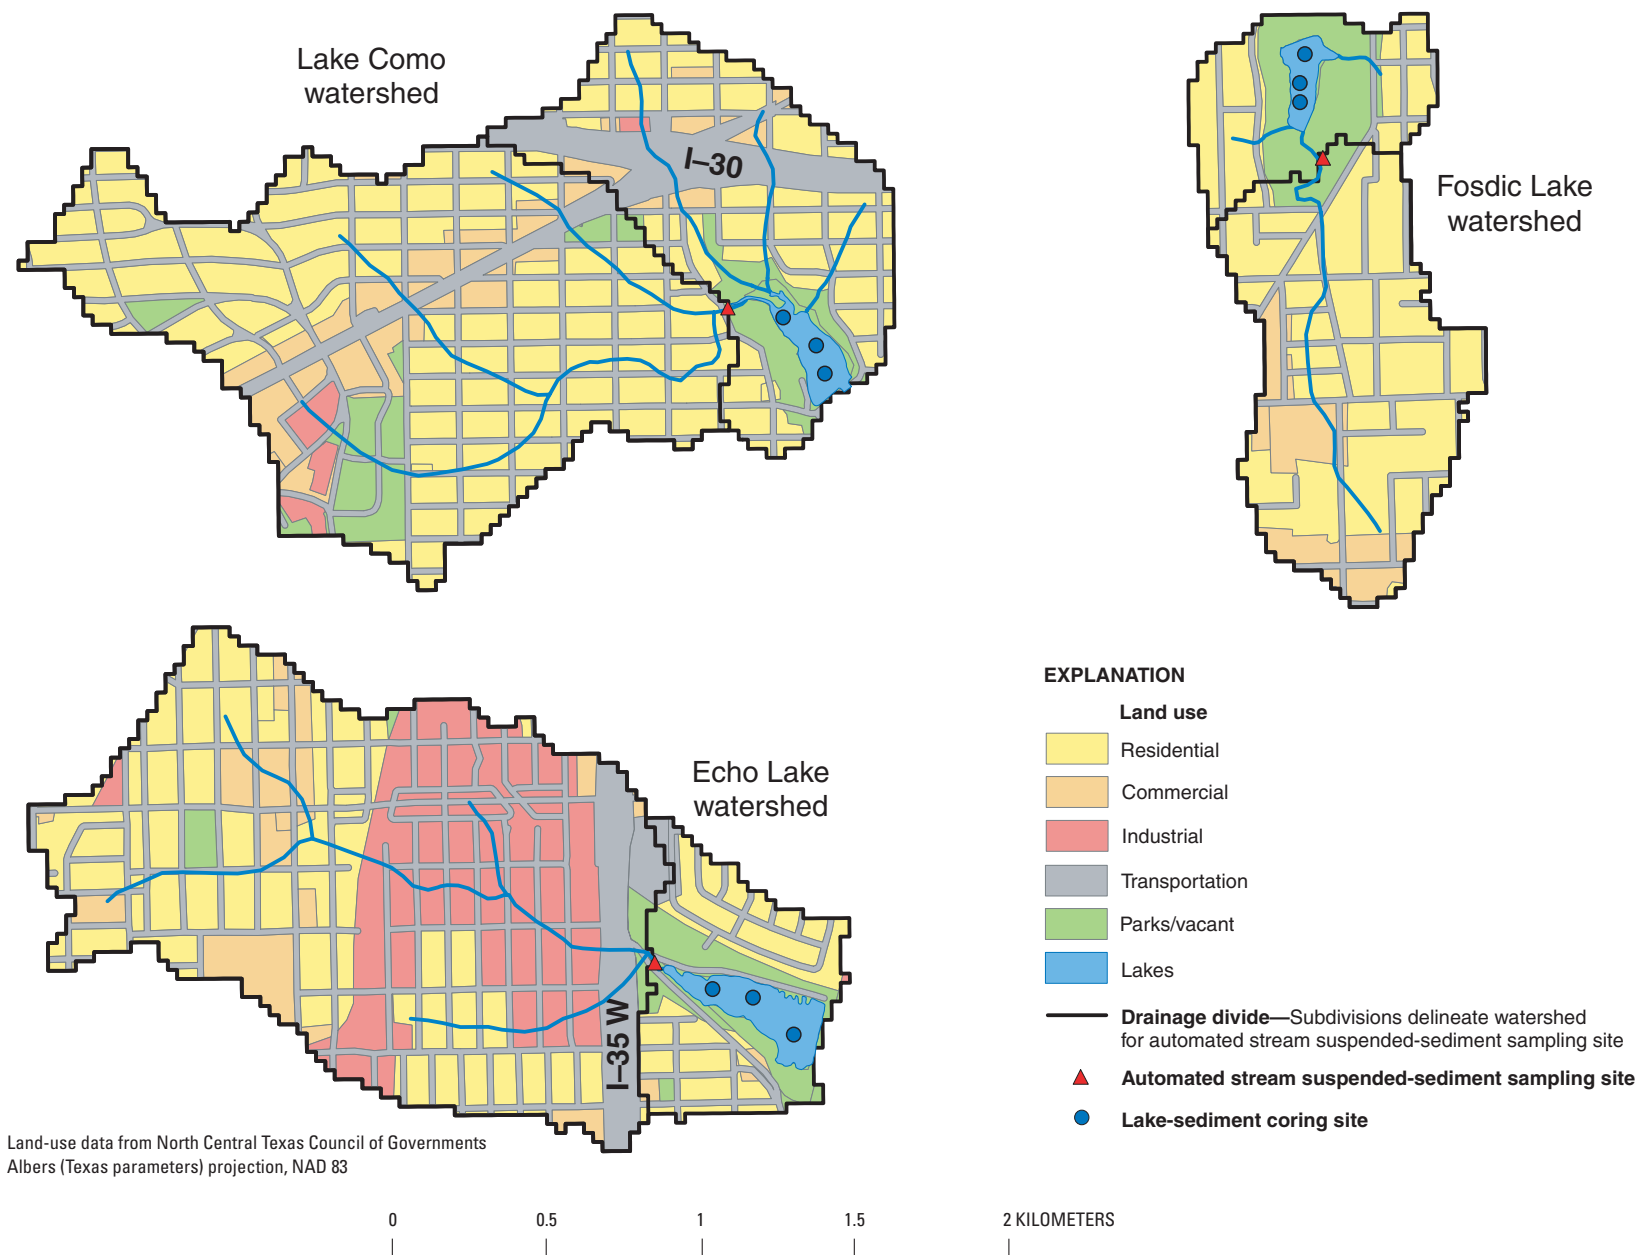 Lake Como
watershed
I–30
Fosdic Lake
watershed
Echo Lake
watershed
I–35 W
EXPLANATION
Land use
Residential
Commercial
Industrial
Transportation
Parks/vacant
Lakes
Drainage divide—Subdivisions delineate watershed
for automated stream suspended-sediment sampling site
Automated stream suspended-sediment sampling site
Lake-sediment coring site
Land-use data from North Central Texas Council of Governments
Albers (Texas parameters) projection, NAD 83
0 0.5 1 1.5 2 KILOMETERS